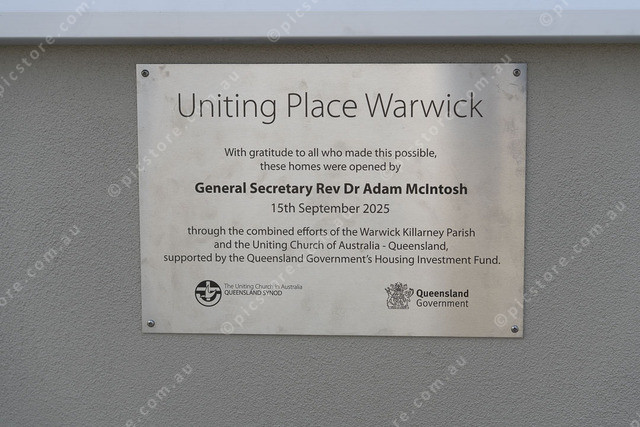 Uniting Place Warwick
With gratitude to all who made this possible,
these homes were opened by
General Secretary Rev Dr Adam McIntosh
15th September 2025
through the combined efforts of the Warwick Killarney Parish
and the Uniting Church of Australia - Queensland,
supported by the Queensland Government's Housing Investment Fund.
The Uniting Church in Australia
QUEENSLAND SYNOD
Queensland
Government
©picstore.com.au